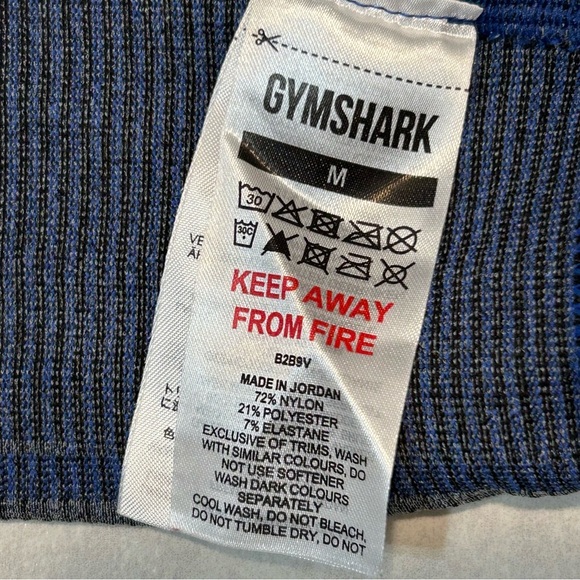 GYMSHARK
M
30
30C
KEEP AWAY
FROM FIRE
B2B9V
MADE IN JORDAN
72% NYLON
21% POLYESTER
7% ELASTANE
EXCLUSIVE OF TRIMS, WASH
WITH SIMILAR COLOURS, DO
NOT USE SOFTENER
WASH DARK COLOURS
SEPARATELY
COOL WASH, DO NOT BLEACH,
DO NOT TUMBLE DRY, DO NOT